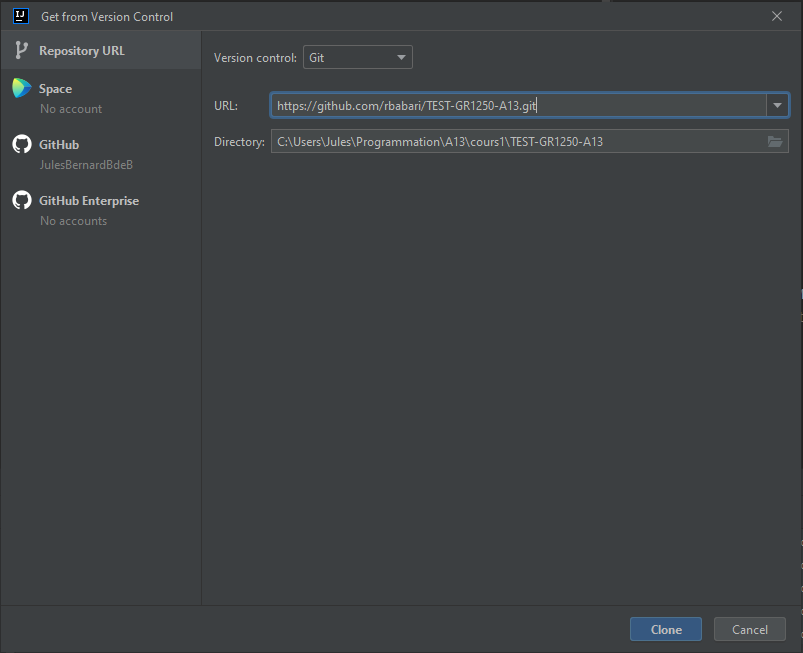 IJ
Get from Version Control
Repository URL
Space
No account
GitHub
JulesBernardBdeB
GitHub Enterprise
No accounts
Version control: Git
URL: https://github.com/rbabari/TEST-GR1250-A13.git
Directory: C:\Users\Jules\Programmation\A13\cours1\TEST-GR1250-A13
Clone
Cancel